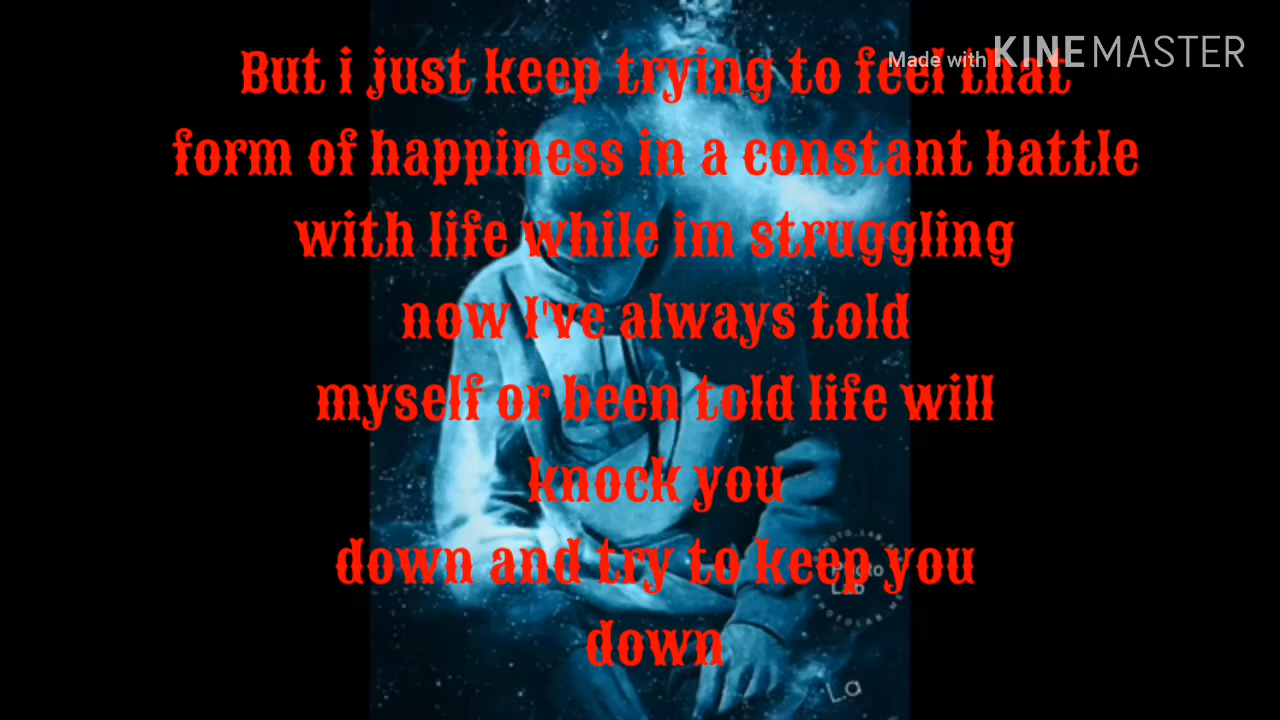 Made with KINEMASTER
But i just keep trying to feel that
form of happiness in a constant battle
with life while im struggling
now I've always told
myself or been told life will
knock you
down and try to keep you
down
Photo
Lab
L.a